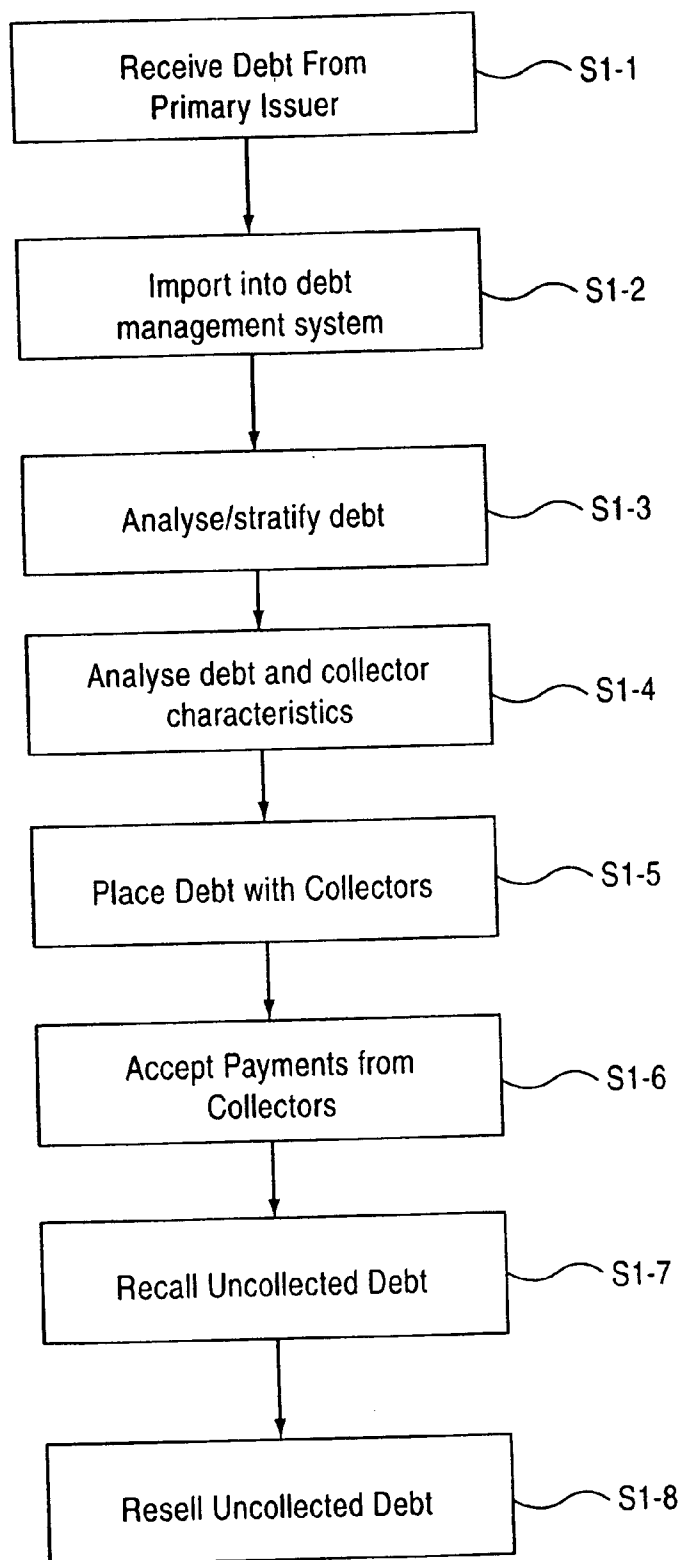 Receive Debt From
Primary Issuer
S1-1
Import into debt
management system
S1-2
Analyse/stratify debt
S1-3
Analyse debt and collector
characteristics
S1-4
Place Debt with Collectors
S1-5
Accept Payments from
Collectors
S1-6
Recall Uncollected Debt
S1-7
Resell Uncollected Debt
S1-8